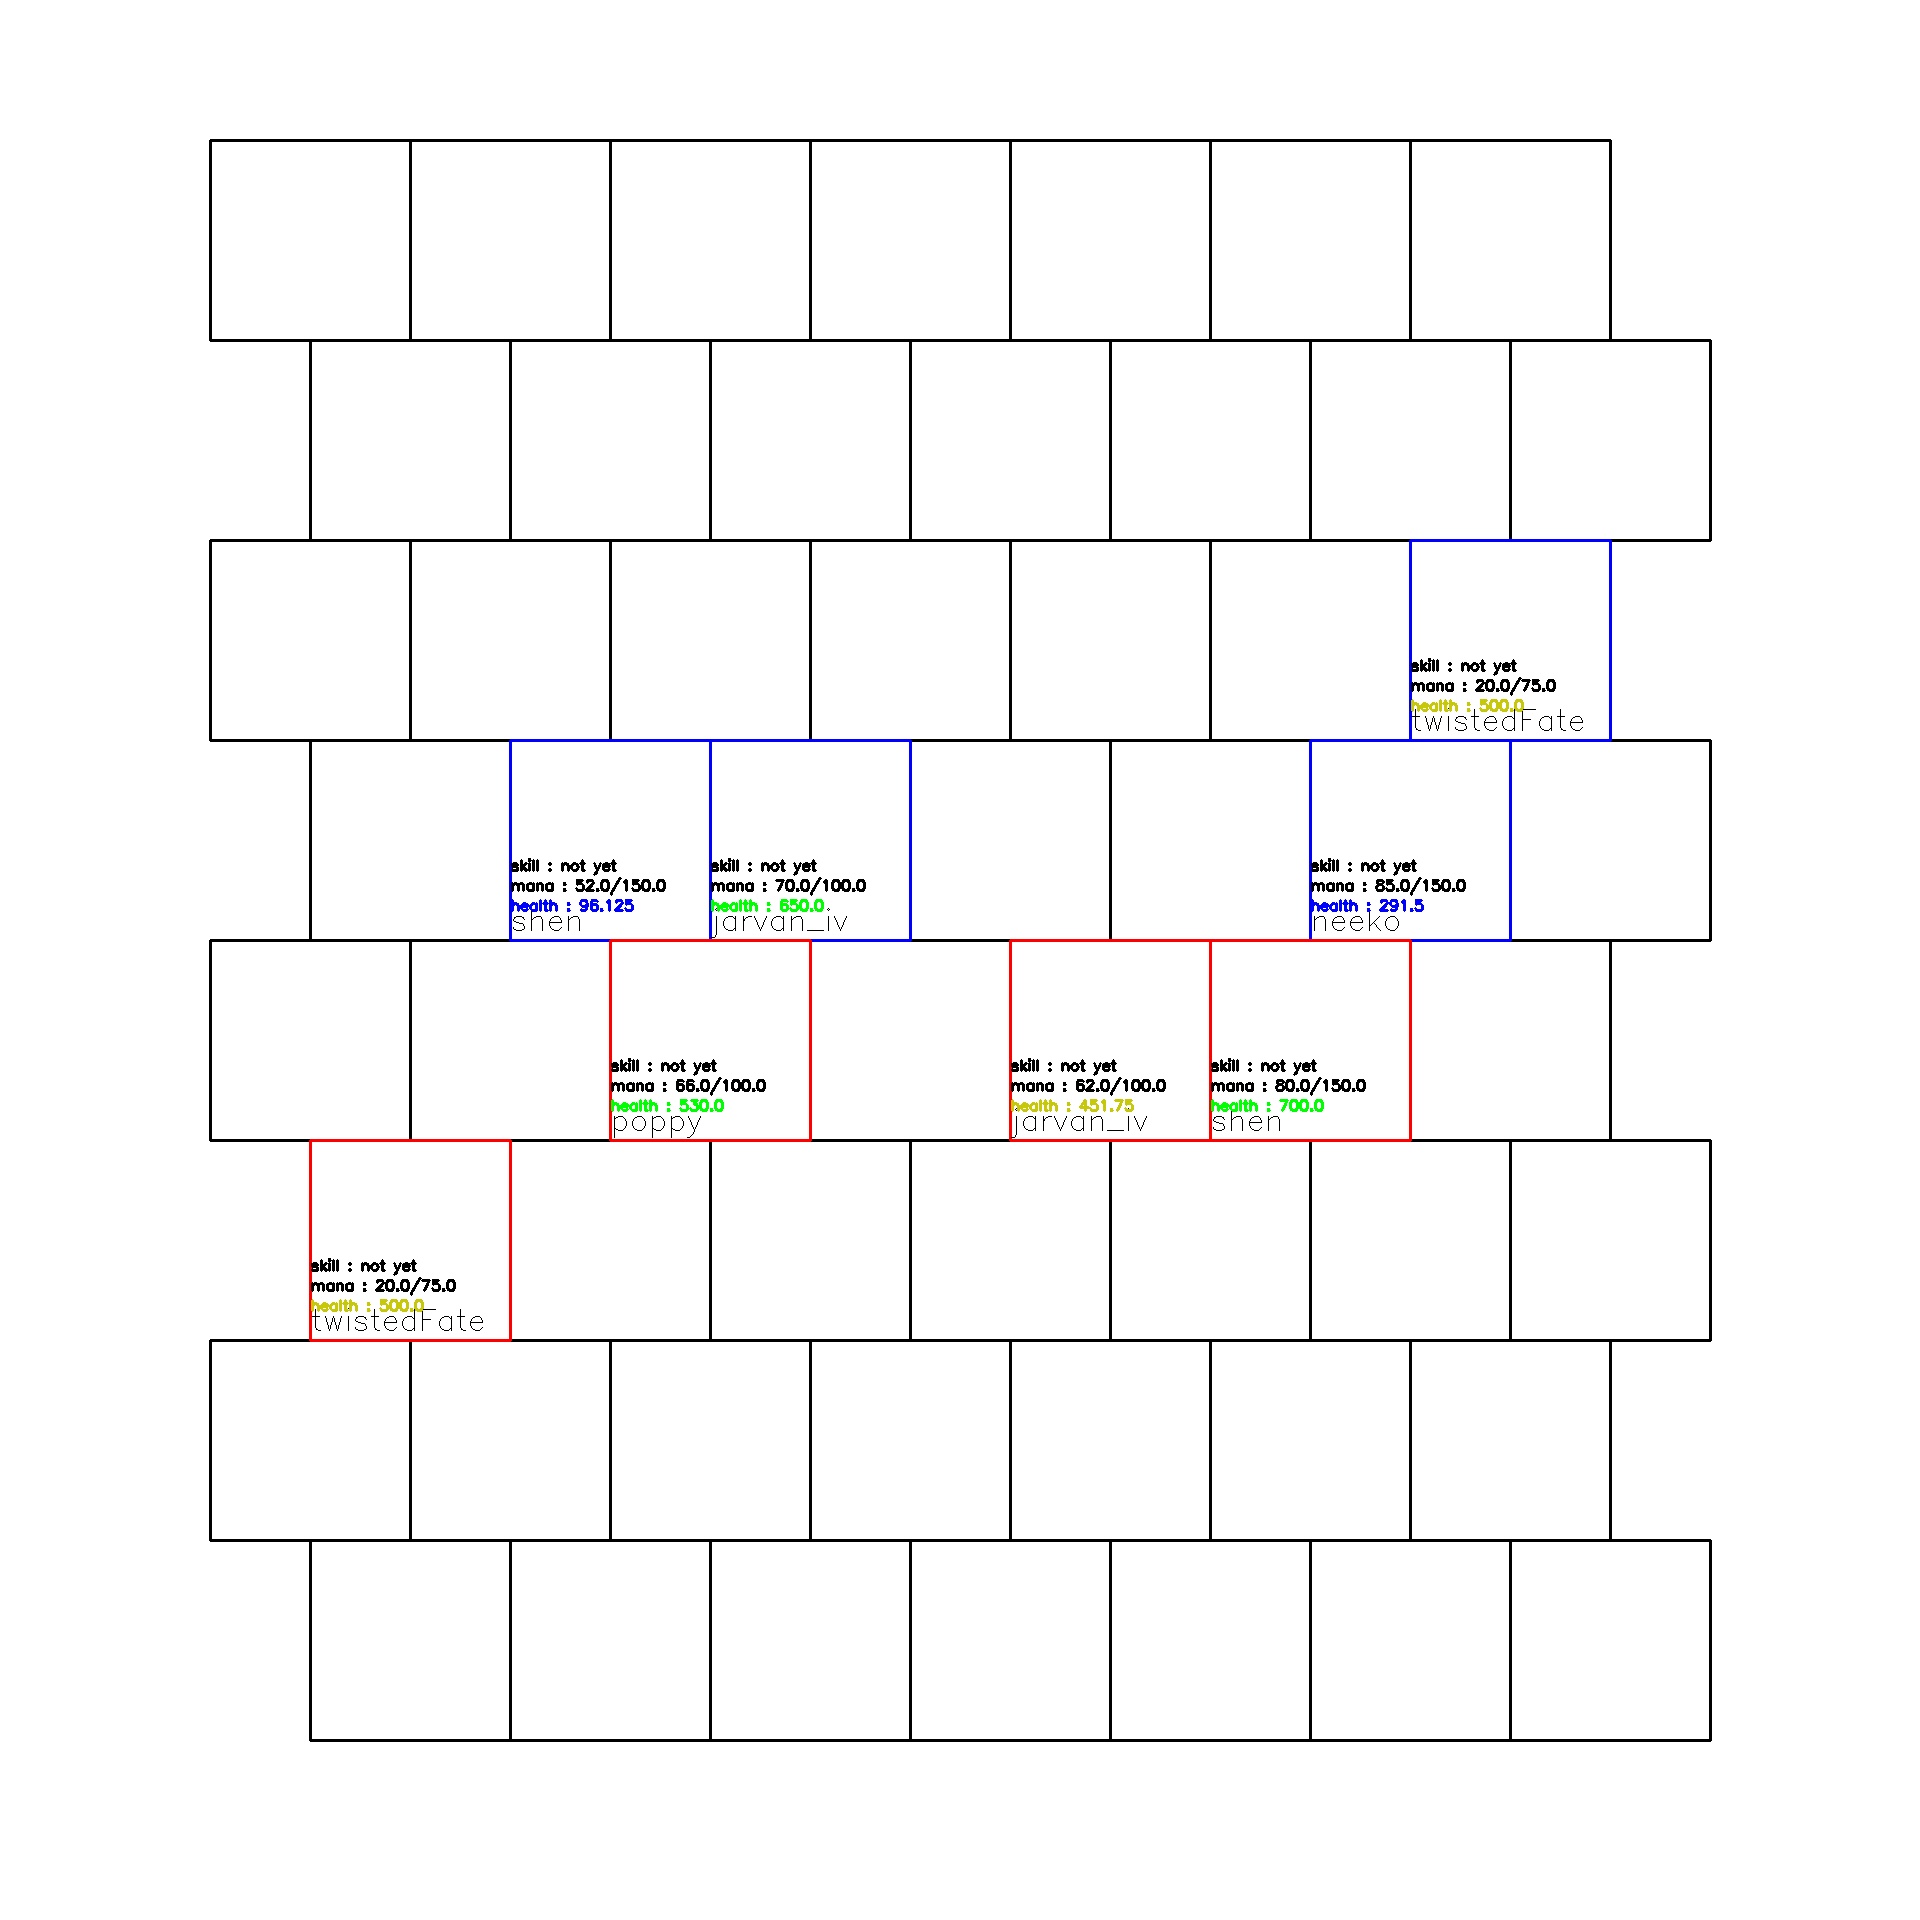 skill : not yet
mana : 20.0/75.0
health : 500.0
twistedFate
skill : not yet
mana : 52.0/150.0
health : 96.125
shen
skill : not yet
mana : 70.0/100.0
health : 650.0
jarvan_iv
skill : not yet
mana : 85.0/150.0
health : 291.5
neeko
skill : not yet
mana : 66.0/100.0
health : 530.0
poppy
skill : not yet
mana : 62.0/100.0
health : 451.75
jarvan_iv
skill : not yet
mana : 80.0/150.0
health : 700.0
shen
skill : not yet
mana : 20.0/75.0
health : 500.0
twistedFate